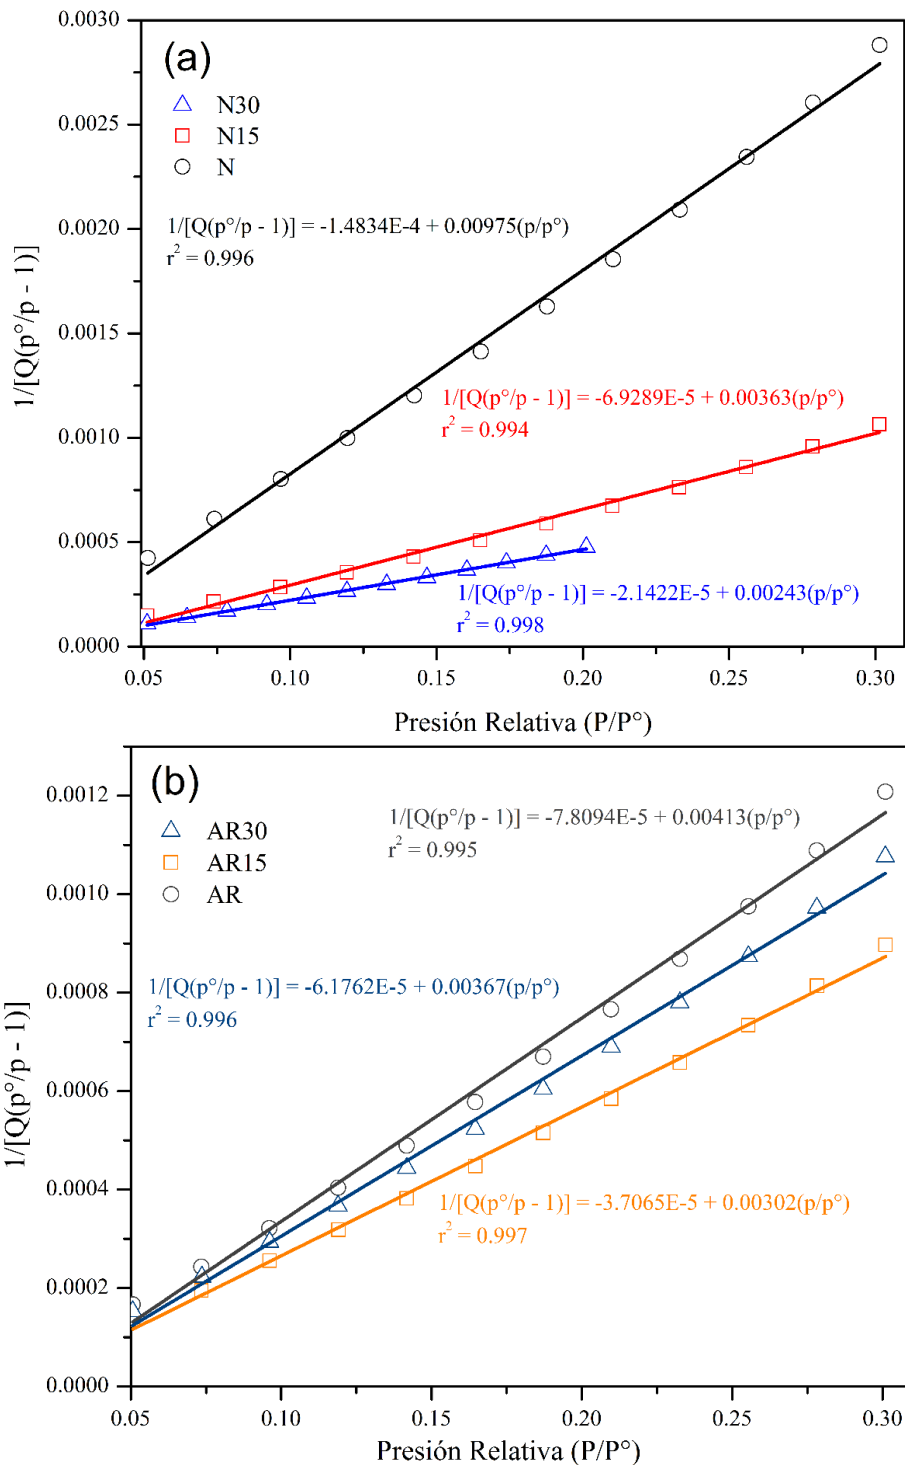 (a)
N30
N15
N
1/[Q(p°/p - 1)] = -1.4834E-4 + 0.00975(p/p°)
r² = 0.996
1/[Q(p°/p - 1)] = -6.9289E-5 + 0.00363(p/p°)
r² = 0.994
1/[Q(p°/p - 1)] = -2.1422E-5 + 0.00243(p/p°)
r² = 0.998
1/[Q(p°/p - 1)]
0.0030
0.0025
0.0020
0.0015
0.0010
0.0005
0.0000
0.05 0.10 0.15 0.20 0.25 0.30
Presión Relativa (P/P°)
(b)
AR30
AR15
AR
1/[Q(p°/p - 1)] = -7.8094E-5 + 0.00413(p/p°)
r² = 0.995
1/[Q(p°/p - 1)] = -6.1762E-5 + 0.00367(p/p°)
r² = 0.996
1/[Q(p°/p - 1)] = -3.7065E-5 + 0.00302(p/p°)
r² = 0.997
1/[Q(p°/p - 1)]
0.0012
0.0010
0.0008
0.0006
0.0004
0.0002
0.0000
0.05 0.10 0.15 0.20 0.25 0.30
Presión Relativa (P/P°)